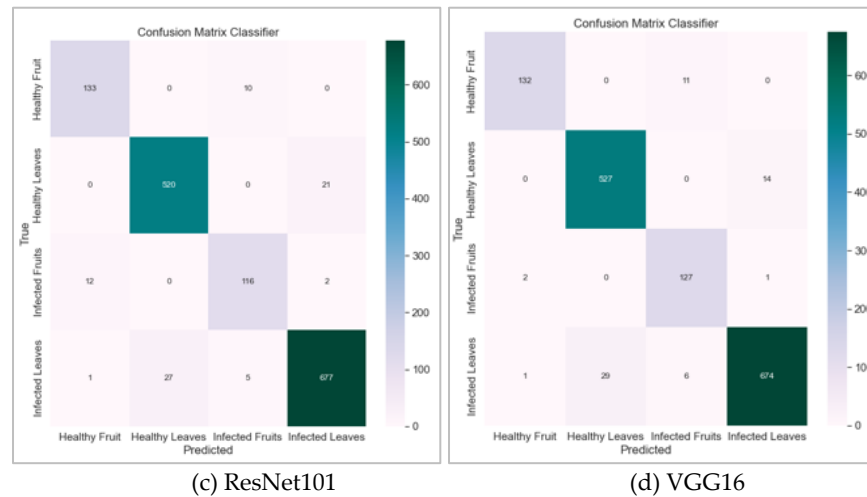 Confusion Matrix Classifier
Healthy Fruit
133 0 10 0
Healthy Leaves
0 520 0 21
True
Infected Fruits
12 0 116 2
Infected Leaves
1 27 5 677
Healthy Fruit Healthy Leaves Infected Fruits Infected Leaves
Predicted
600
500
400
300
200
100
0
(c) ResNet101
Confusion Matrix Classifier
Healthy Fruit
132 0 11 0
Healthy Leaves
0 527 0 14
True
Infected Fruits
2 0 127 1
Infected Leaves
1 29 6 674
Healthy Fruit Healthy Leaves Infected Fruits Infected Leaves
Predicted
0
(d) VGG16